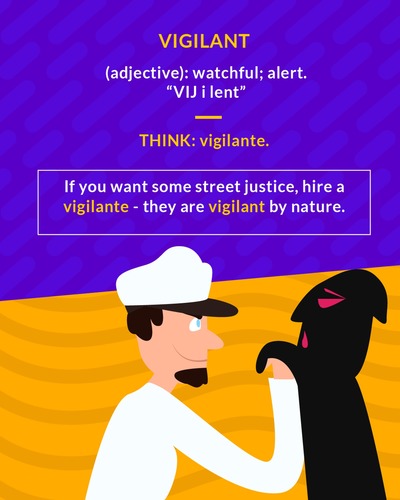 VIGILANT
(adjective): watchful; alert.
“VIJ i lent”
THINK: vigilante.
If you want some street justice, hire a
vigilante - they are vigilant by nature.